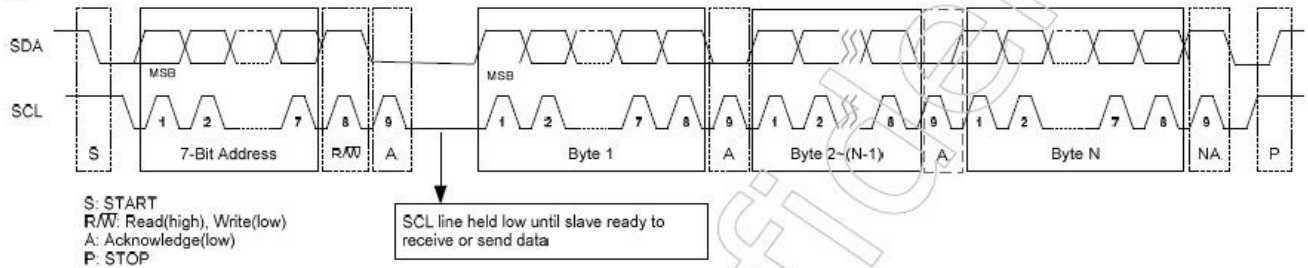 SDA
MSB MSB
SCL
1 2 7 8 9 1 2 7 8 9 1 2 8 9 1 2 7 8 9
S 7-Bit Address R/W A Byte 1 A Byte 2~(N-1) A Byte N NA P
S: START
R/W: Read(high), Write(low)
A: Acknowledge(low)
P: STOP
SCL line held low until slave ready to
receive or send data